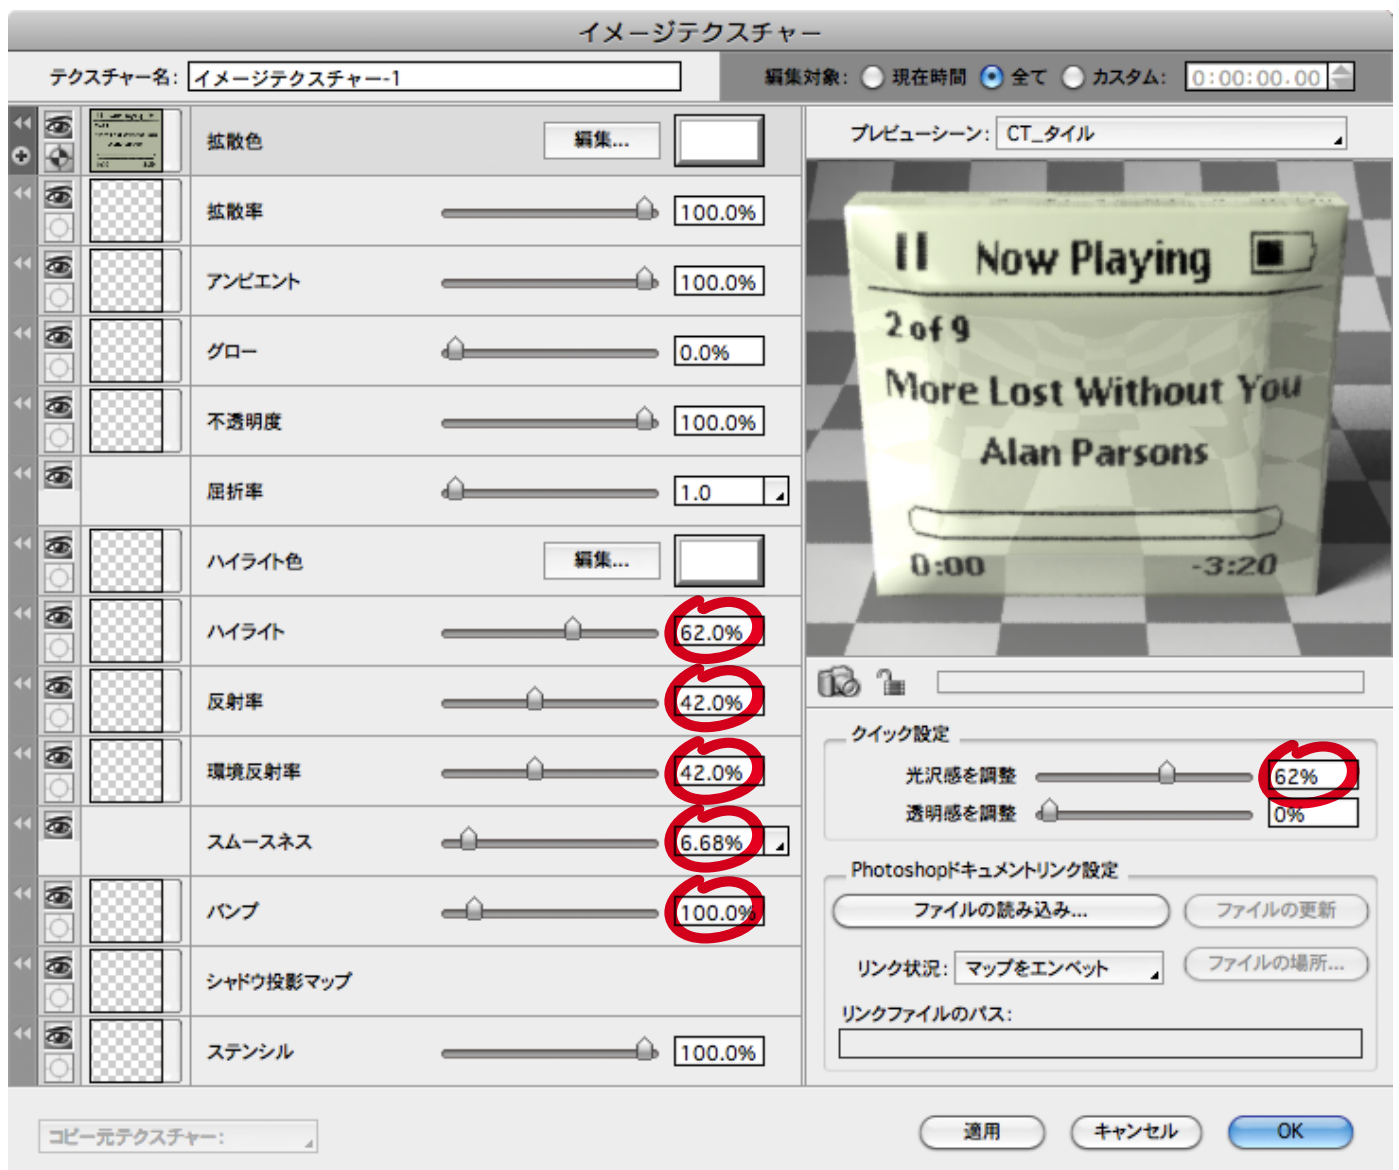 イメージテクスチャー
テクスチャー名: イメージテクスチャー-1
編集対象: 現在時間 全て カスタム: 0:00:00.00
拡散色 編集...
拡散率 100.0%
アンビエント 100.0%
グロー 0.0%
不透明度 100.0%
屈折率 1.0
ハイライト色 編集...
ハイライト 62.0%
反射率 42.0%
環境反射率 42.0%
スムースネス 6.68%
バンプ 100.0%
シャドウ投影マップ
ステンシル 100.0%
コピー元テクスチャー:
プレビューシーン: CT_タイル
Now Playing
2 of 9
More Lost Without You
Alan Parsons
0:00 -3:20
クイック設定
光沢感を調整 62%
透明感を調整 0%
Photoshopドキュメントリンク設定
ファイルの読み込み... ファイルの更新
リンク状況: マップをエンベット ファイルの場所...
リンクファイルのパス:
適用 キャンセル OK